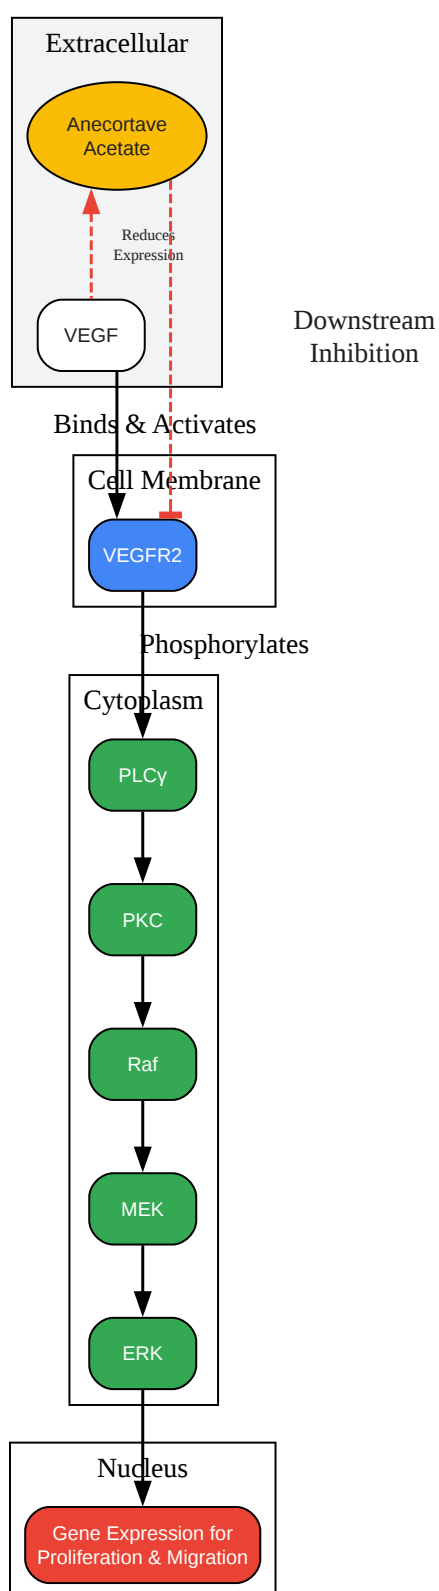 Extracellular
Anecortave
Acetate
Reduces
Expression
VEGF
Downstream
Inhibition
Binds & Activates
Cell Membrane
VEGFR2
Phosphorylates
Cytoplasm
PLCγ
PKC
Raf
MEK
ERK
Nucleus
Gene Expression for
Proliferation & Migration